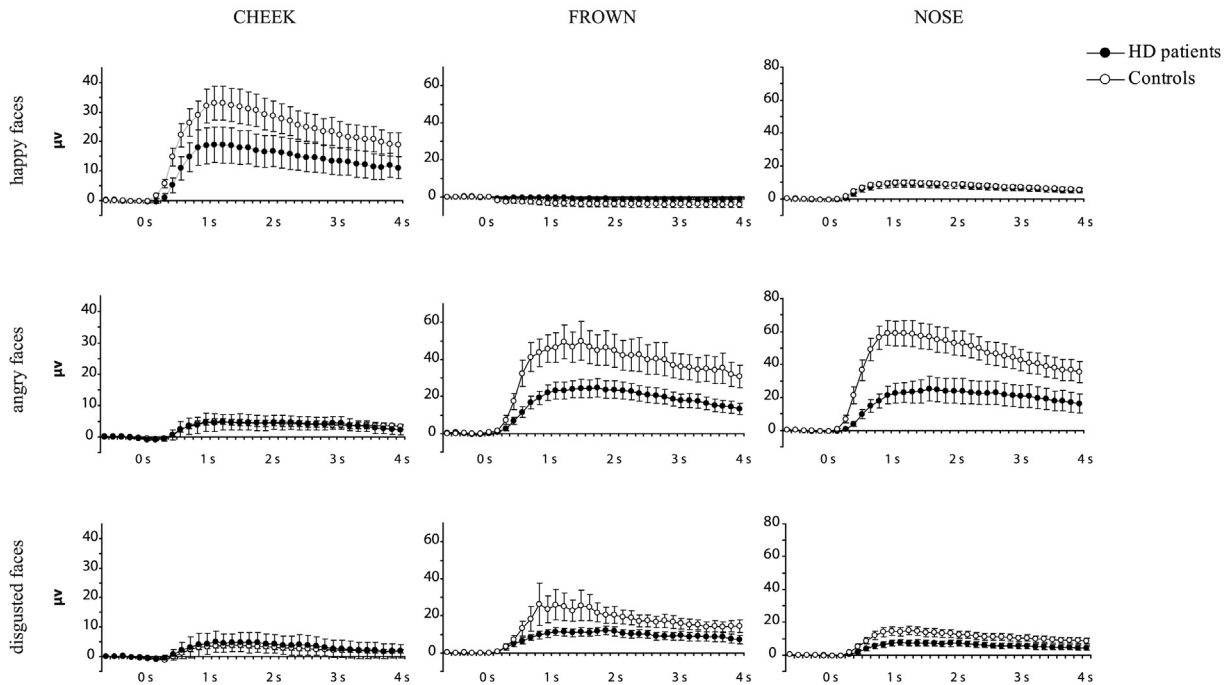 CHEEK FROWN NOSE
HD patients
Controls
happy faces
μv
40
30
20
10
0
0 s 1 s 2 s 3 s 4 s
60
40
20
0
0 s 1 s 2 s 3 s 4 s
80
60
40
20
0
0 s 1 s 2 s 3 s 4 s
angry faces
μv
40
30
20
10
0
0 s 1 s 2 s 3 s 4 s
60
40
20
0
0 s 1 s 2 s 3 s 4 s
80
60
40
20
0
0 s 1 s 2 s 3 s 4 s
disgusted faces
μv
40
30
20
10
0
0 s 1 s 2 s 3 s 4 s
60
40
20
0
0 s 1 s 2 s 3 s 4 s
80
60
40
20
0
0 s 1 s 2 s 3 s 4 s